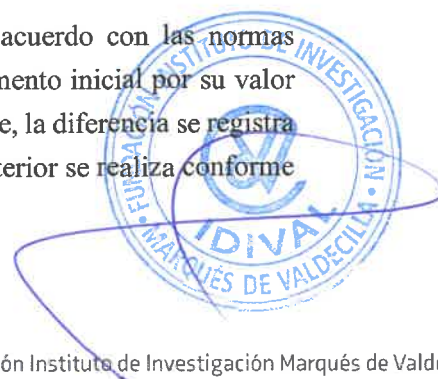 acuerdo con las normas
mento inicial por su valor
e, la diferencia se registra
terior se realiza conforme
FUNDACIÓN INSTITUTO DE INVESTIGACIÓN
IDIVAL
MARQUÉS DE VALDECILLA
ón Instituto de Investigación Marqués de Vald